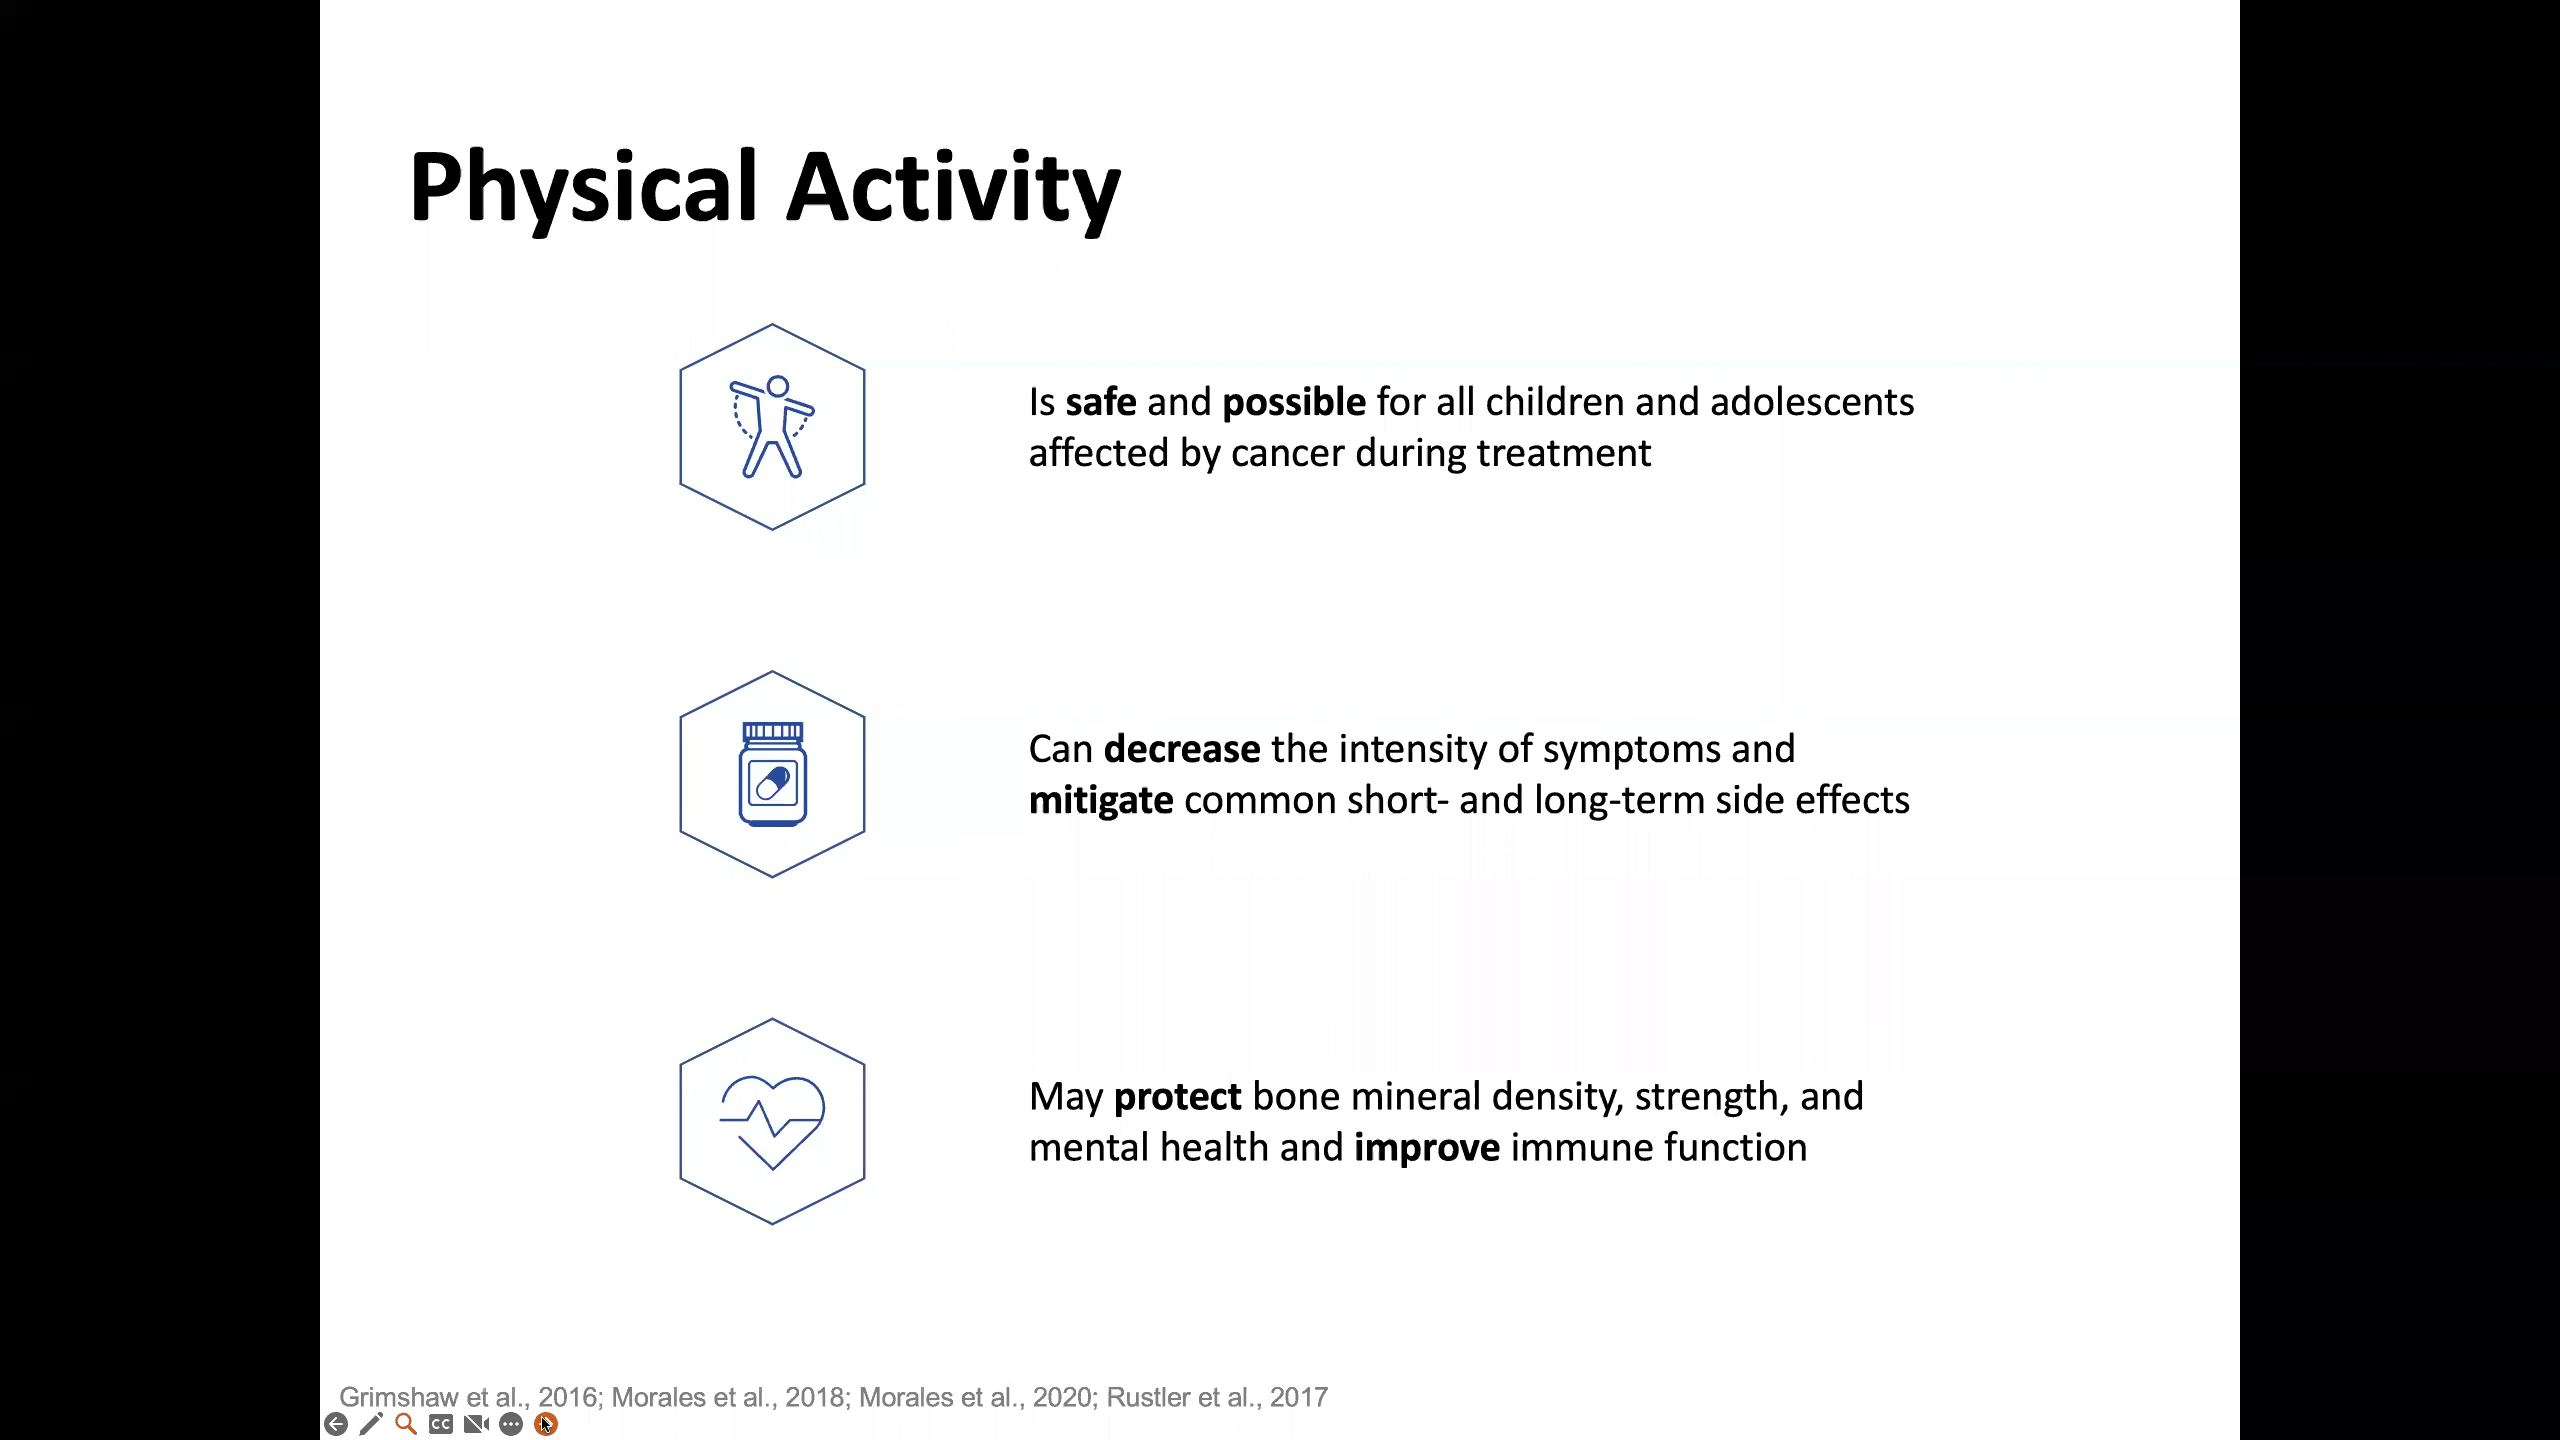 Physical Activity
Is safe and possible for all children and adolescents
affected by cancer during treatment
Can decrease the intensity of symptoms and
mitigate common short- and long-term side effects
May protect bone mineral density, strength, and
mental health and improve immune function
Grimshaw et al., 2016; Morales et al., 2018; Morales et al., 2020; Rustler et al., 2017
CC